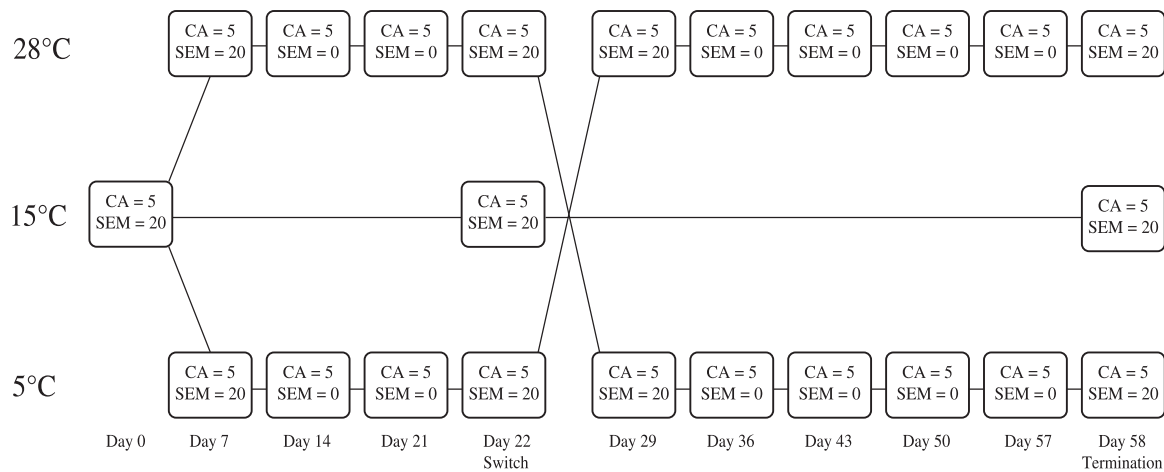 28°C
CA = 5
SEM = 20
CA = 5
SEM = 0
CA = 5
SEM = 0
CA = 5
SEM = 20
CA = 5
SEM = 20
CA = 5
SEM = 0
CA = 5
SEM = 0
CA = 5
SEM = 0
CA = 5
SEM = 0
CA = 5
SEM = 20
15°C
CA = 5
SEM = 20
CA = 5
SEM = 20
CA = 5
SEM = 20
5°C
CA = 5
SEM = 20
CA = 5
SEM = 0
CA = 5
SEM = 0
CA = 5
SEM = 20
CA = 5
SEM = 20
CA = 5
SEM = 0
CA = 5
SEM = 0
CA = 5
SEM = 0
CA = 5
SEM = 0
CA = 5
SEM = 20
Day 0
Day 7
Day 14
Day 21
Day 22
Switch
Day 29
Day 36
Day 43
Day 50
Day 57
Day 58
Termination